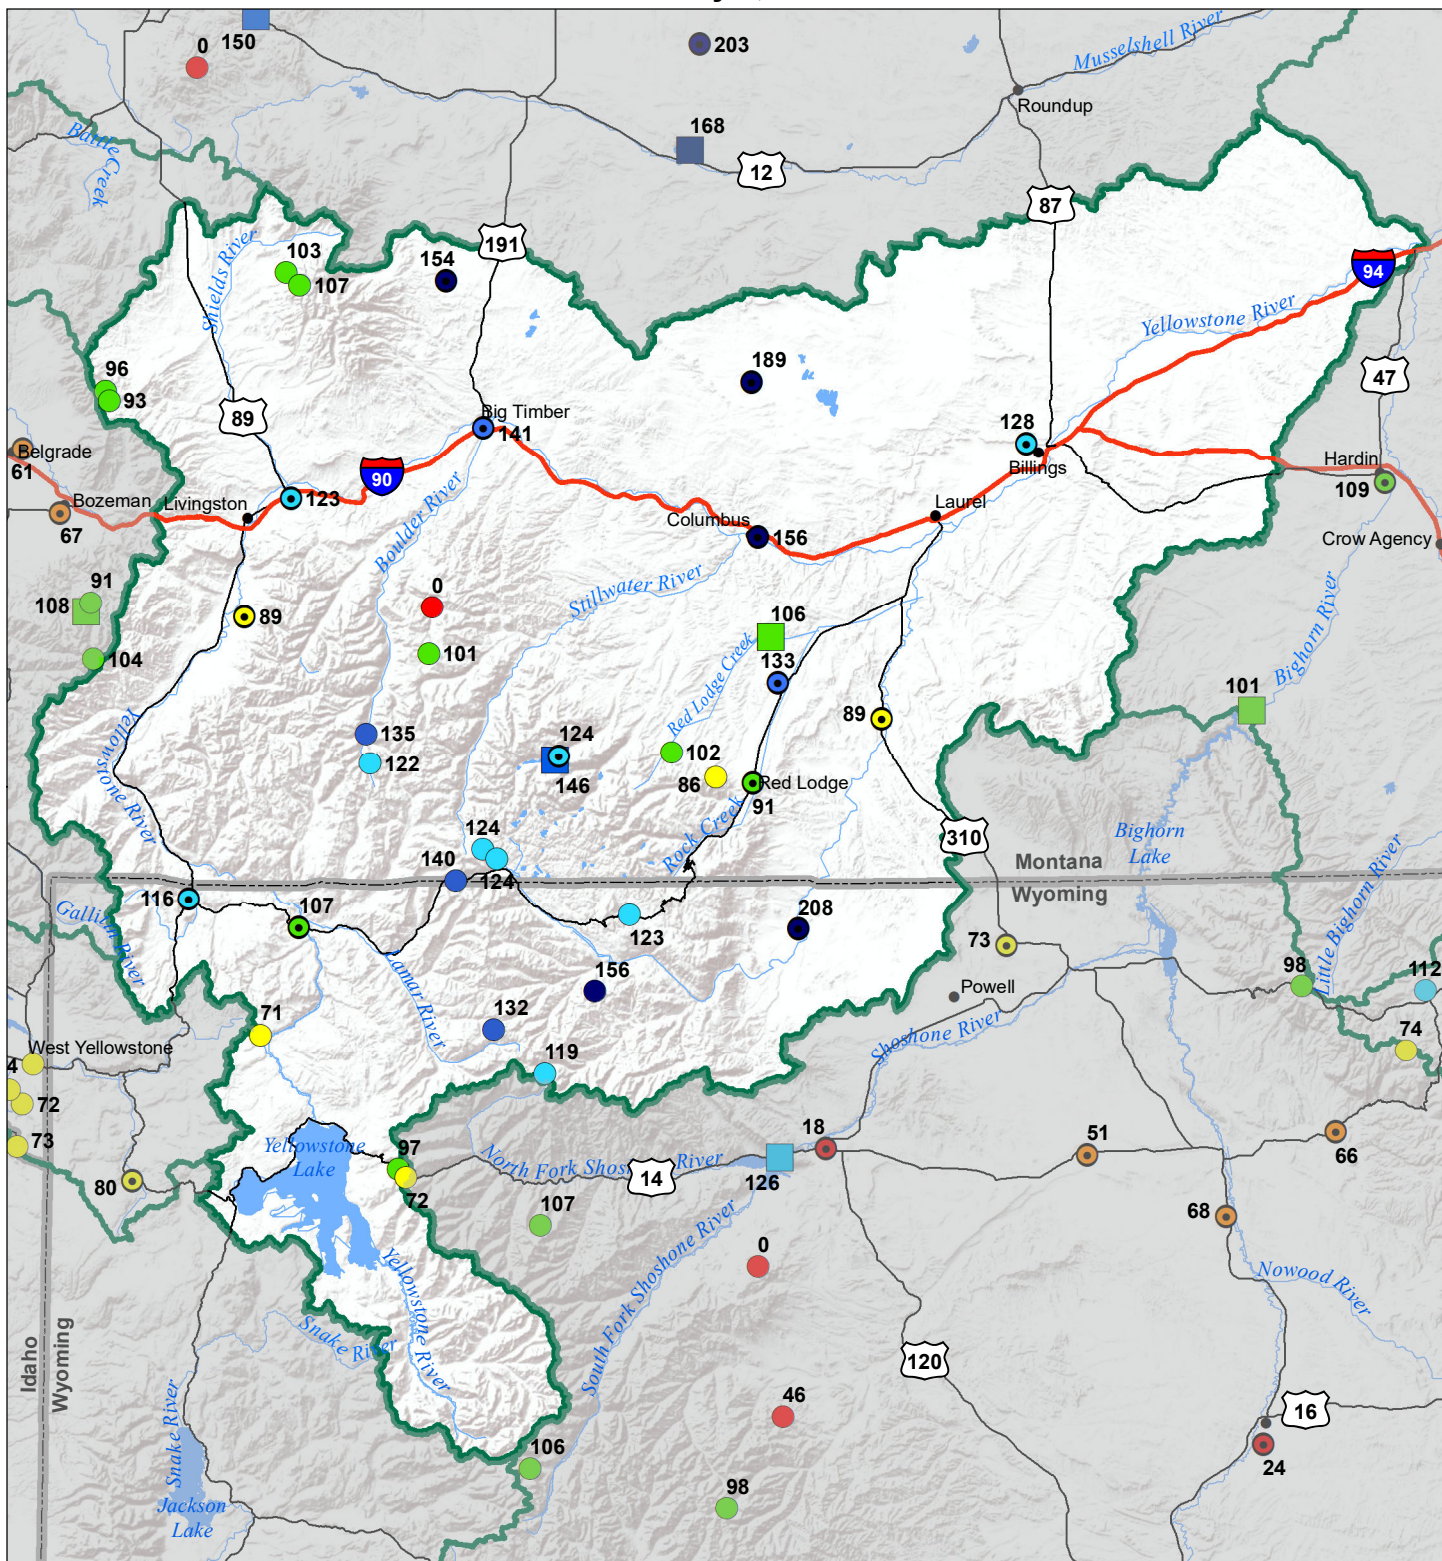 0
150
203
Musselshell River
Roundup
168
12
Battle Creek
87
191
103
107
154
Shields River
94
Yellowstone River
47
96
93
189
89
Big Timber
141
128
Billings
Hardin
109
Belgrade
61
90
Bozeman
67
Livingston
123
Boulder River
Laurel
Columbus
156
Crow Agency
91
108
104
89
0
101
Stillwater River
106
133
Red Lodge Creek
Bighorn River
101
89
Yellowstone River
135
122
124
146
102
86
Red Lodge
91
Rock Creek
310
Bighorn
Lake
Montana
Wyoming
124
124
140
116
107
Gallatin River
123
208
73
Powell
Little Bighorn River
98
112
156
132
Lamar River
71
119
Shoshone River
74
West Yellowstone
4
72
73
80
Yellowstone
Lake
97
72
North Fork Shoshone River
14
126
18
51
66
68
107
0
South Fork Shoshone River
Nowood River
Yellowstone River
Snake River
Idaho
Wyoming
120
46
16
24
Snake River
Jackson
Lake
106
98